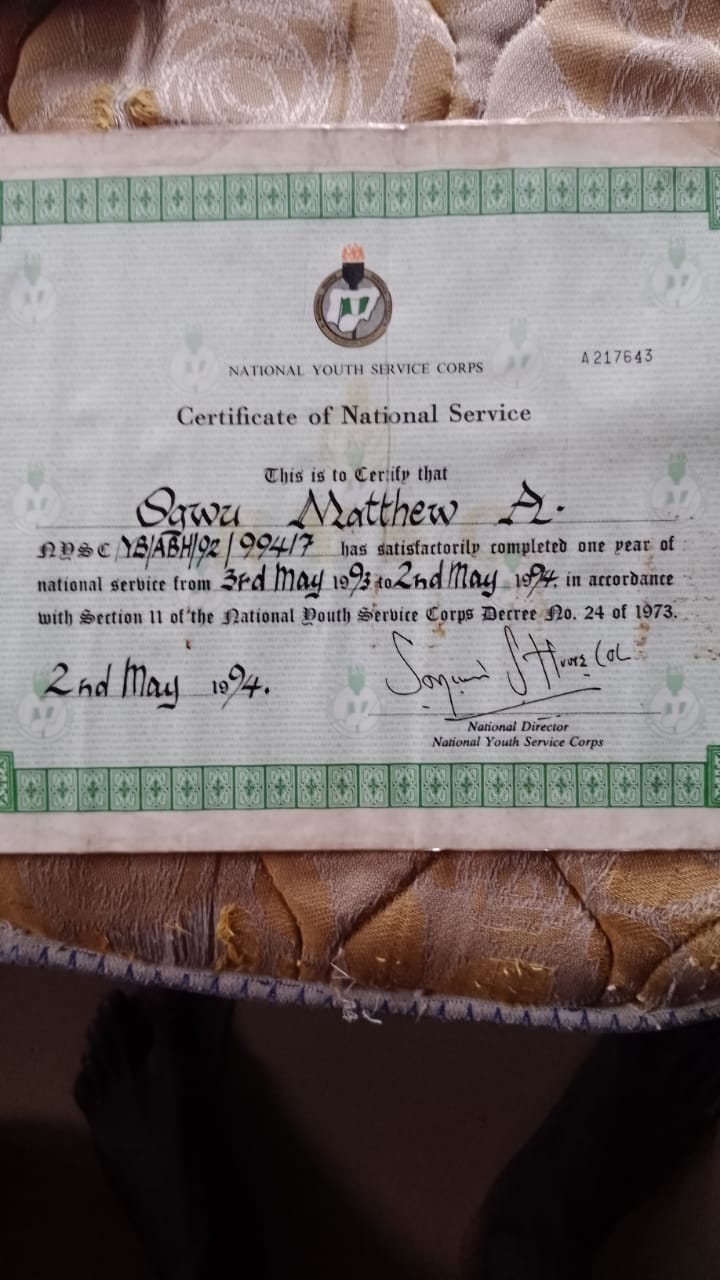 NATIONAL YOUTH SERVICE CORPS
A217643
Certificate of National Service
This is to Certify that
Ogwu Matthew A.
NYSC YB/ABH/92/99417 has satisfactorily completed one year of
national service from 3rd May 1993 to 2nd May 1994. in accordance
with Section 11 of the National Youth Service Corps Decree No. 24 of 1973.
2nd May 1994.
National Director
National Youth Service Corps